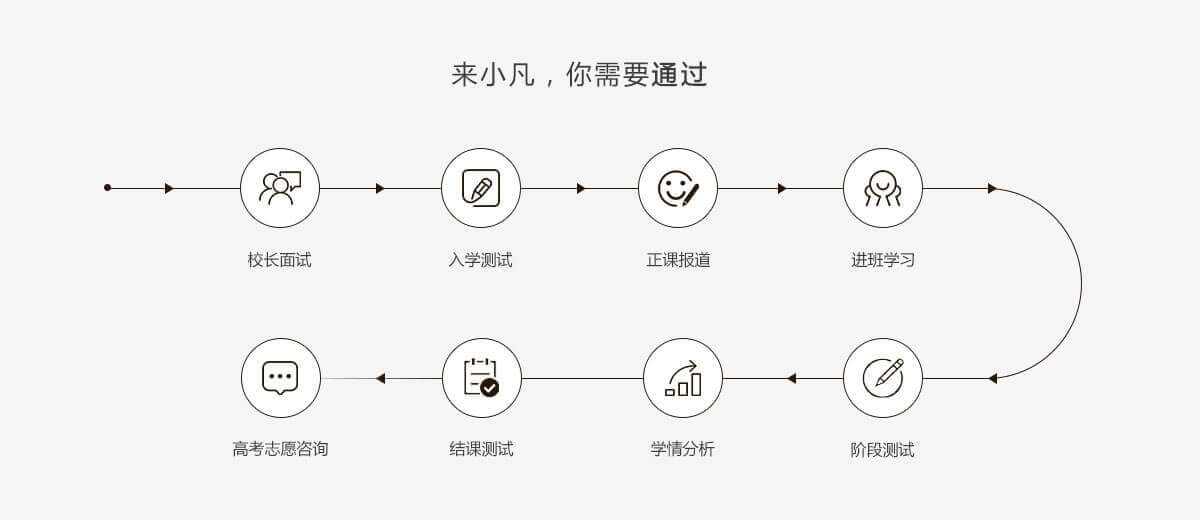 来小凡，你需要通过
校长面试
入学测试
正课报道
进班学习
阶段测试
学情分析
结课测试
高考志愿咨询